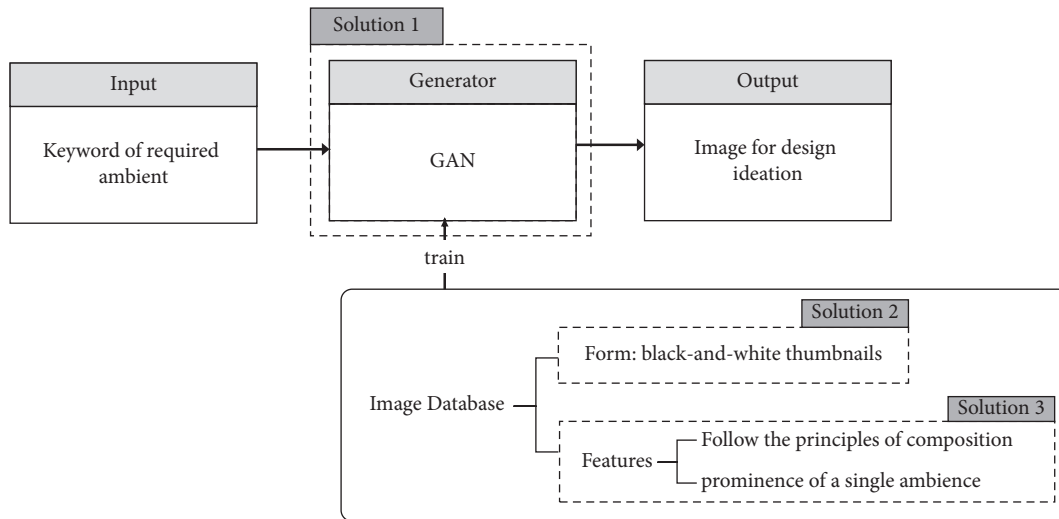 Solution 1
Input
Generator
Output
Keyword of required
ambient
GAN
Image for design
ideation
train
Solution 2
Form: black-and-white thumbnails
Image Database
Solution 3
Features
Follow the principles of composition
prominence of a single ambience